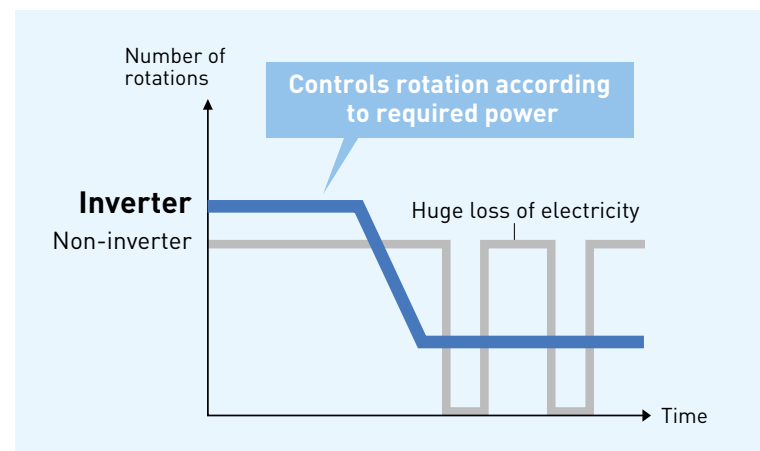 Number of
rotations
Controls rotation according
to required power
Inverter
Huge loss of electricity
Non-inverter
Time